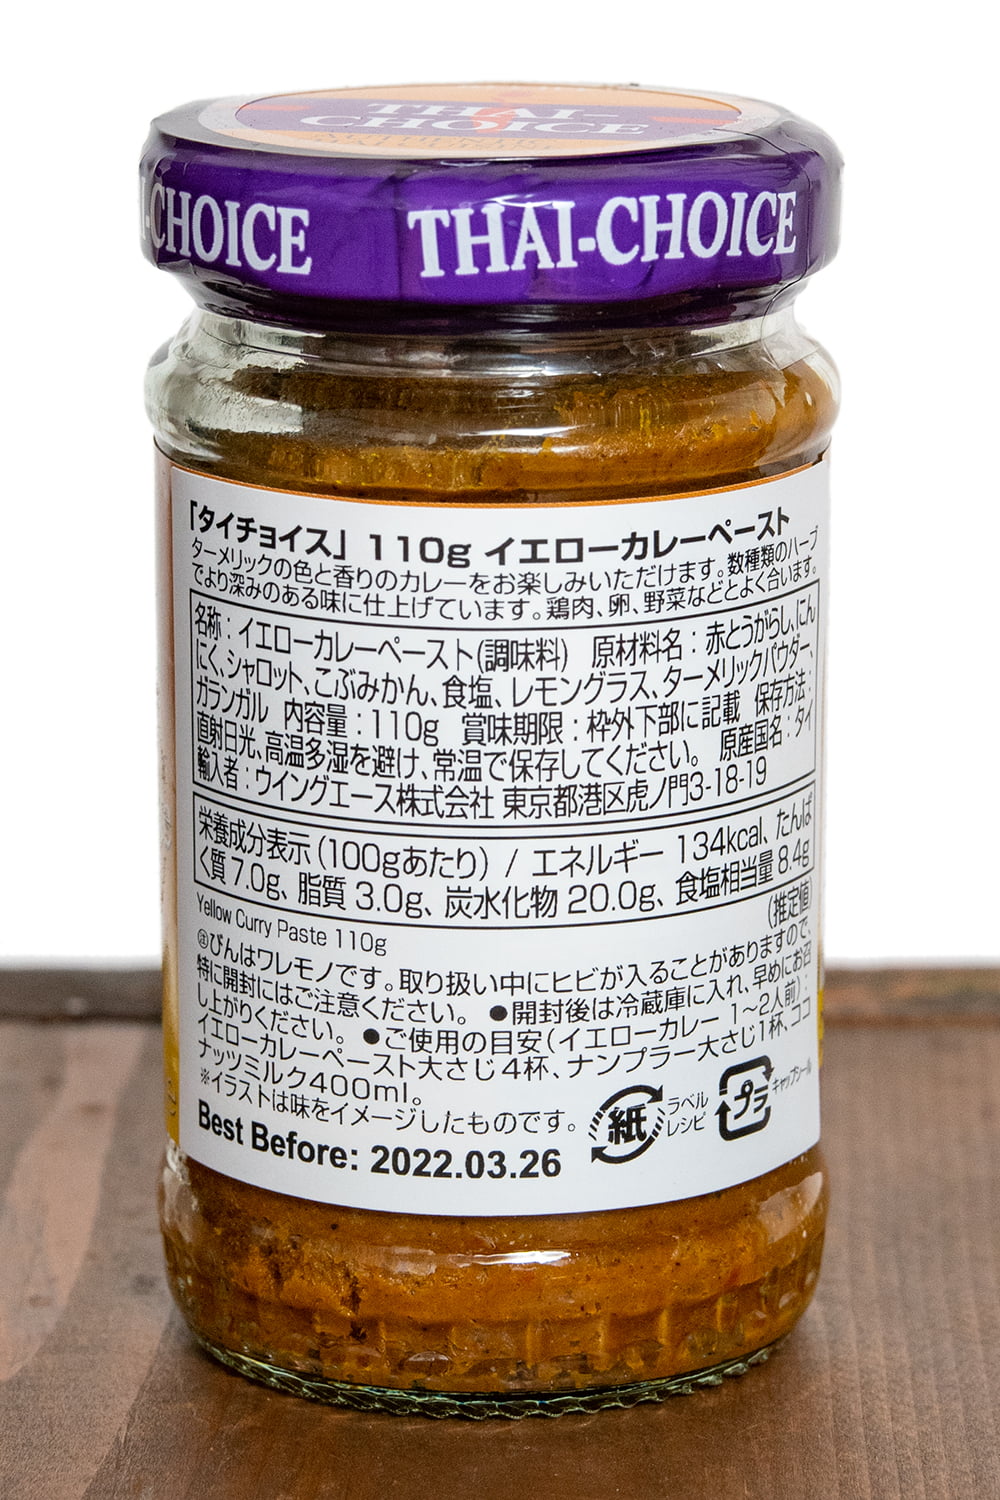 THAI-
CHOICE
-CHOICE THAI-CHOICE
「タイチョイス」 110g イエローカレーペースト
ターメリックの色と香りのカレーをお楽しみいただけます。数種類のハーブ
でより深みのある味に仕上げています。鶏肉、卵、野菜などとよく合います。
名称：イエローカレーペースト(調味料) 原材料名：赤とうがらし、にん
にく、シャロット、こぶみかん、食塩、レモングラス、ターメリックパウダー、
ガランガル 内容量：110g 賞味期限：枠外下部に記載 保存方法：
直射日光、高温多湿を避け、常温で保存してください。 原産国名：タイ
輸入者：ウイングエース株式会社 東京都港区虎ノ門3-18-19
栄養成分表示(100gあたり) / エネルギー 134kcal、たんぱ
く質 7.0g、脂質 3.0g、炭水化物 20.0g、食塩相当量 8.4g
(推定値)
Yellow Curry Paste 110g
㊟びんはワレモノです。取り扱い中にヒビが入ることがありますので、
特に開封にはご注意ください。 ●開封後は冷蔵庫に入れ、早めにお召
し上がりください。 ●ご使用の目安(イエローカレー 1〜2人前)：
イエローカレーペースト大さじ4杯、ナンプラー大さじ1杯、ココ
ナッツミルク400ml。
※イラストは味をイメージしたものです。
紙 ラベル
レシピ
プラ キャップシール
Best Before: 2022.03.26